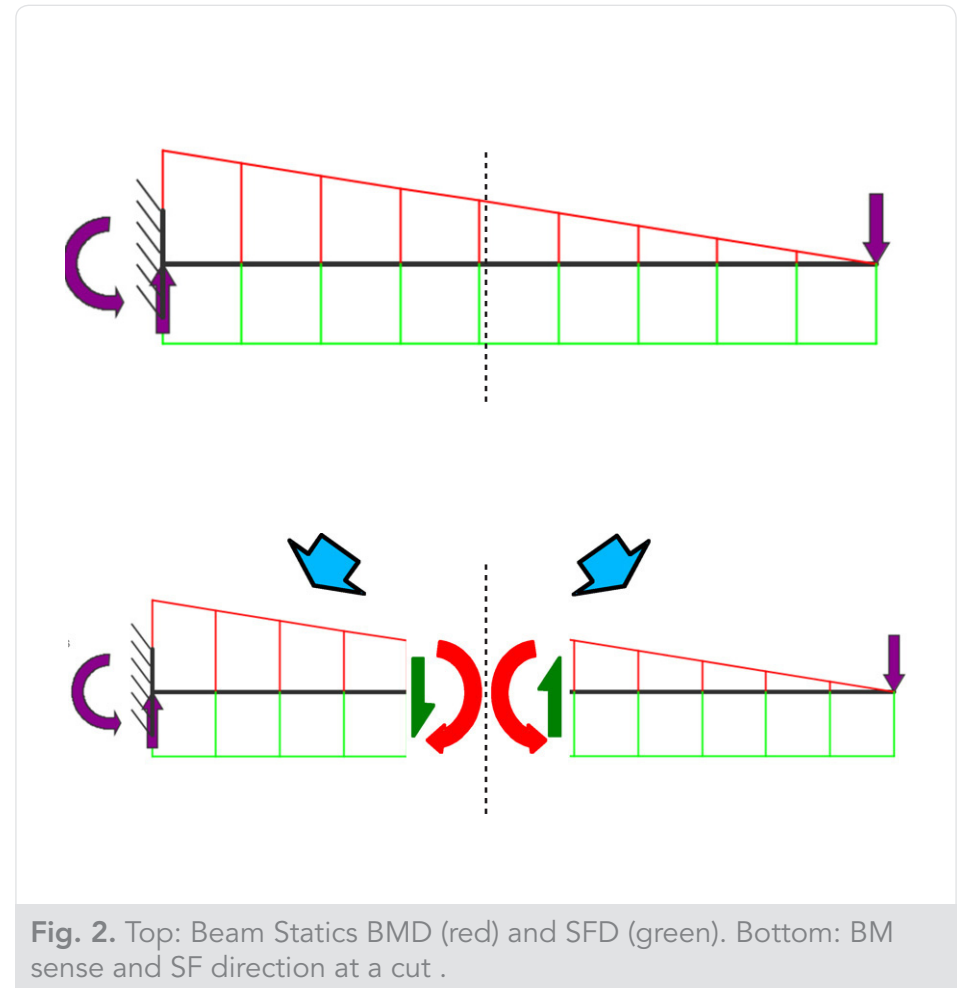 Fig. 2. Top: Beam Statics BMD (red) and SFD (green). Bottom: BM
sense and SF direction at a cut .